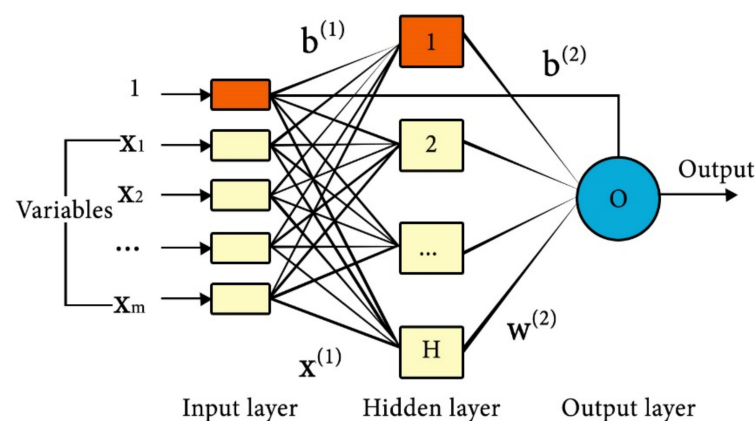 b(1)
1
b(2)
1
x1
2
Variables
x2
Output
O
...
...
xm
H
w(2)
x(1)
Input layer
Hidden layer
Output layer